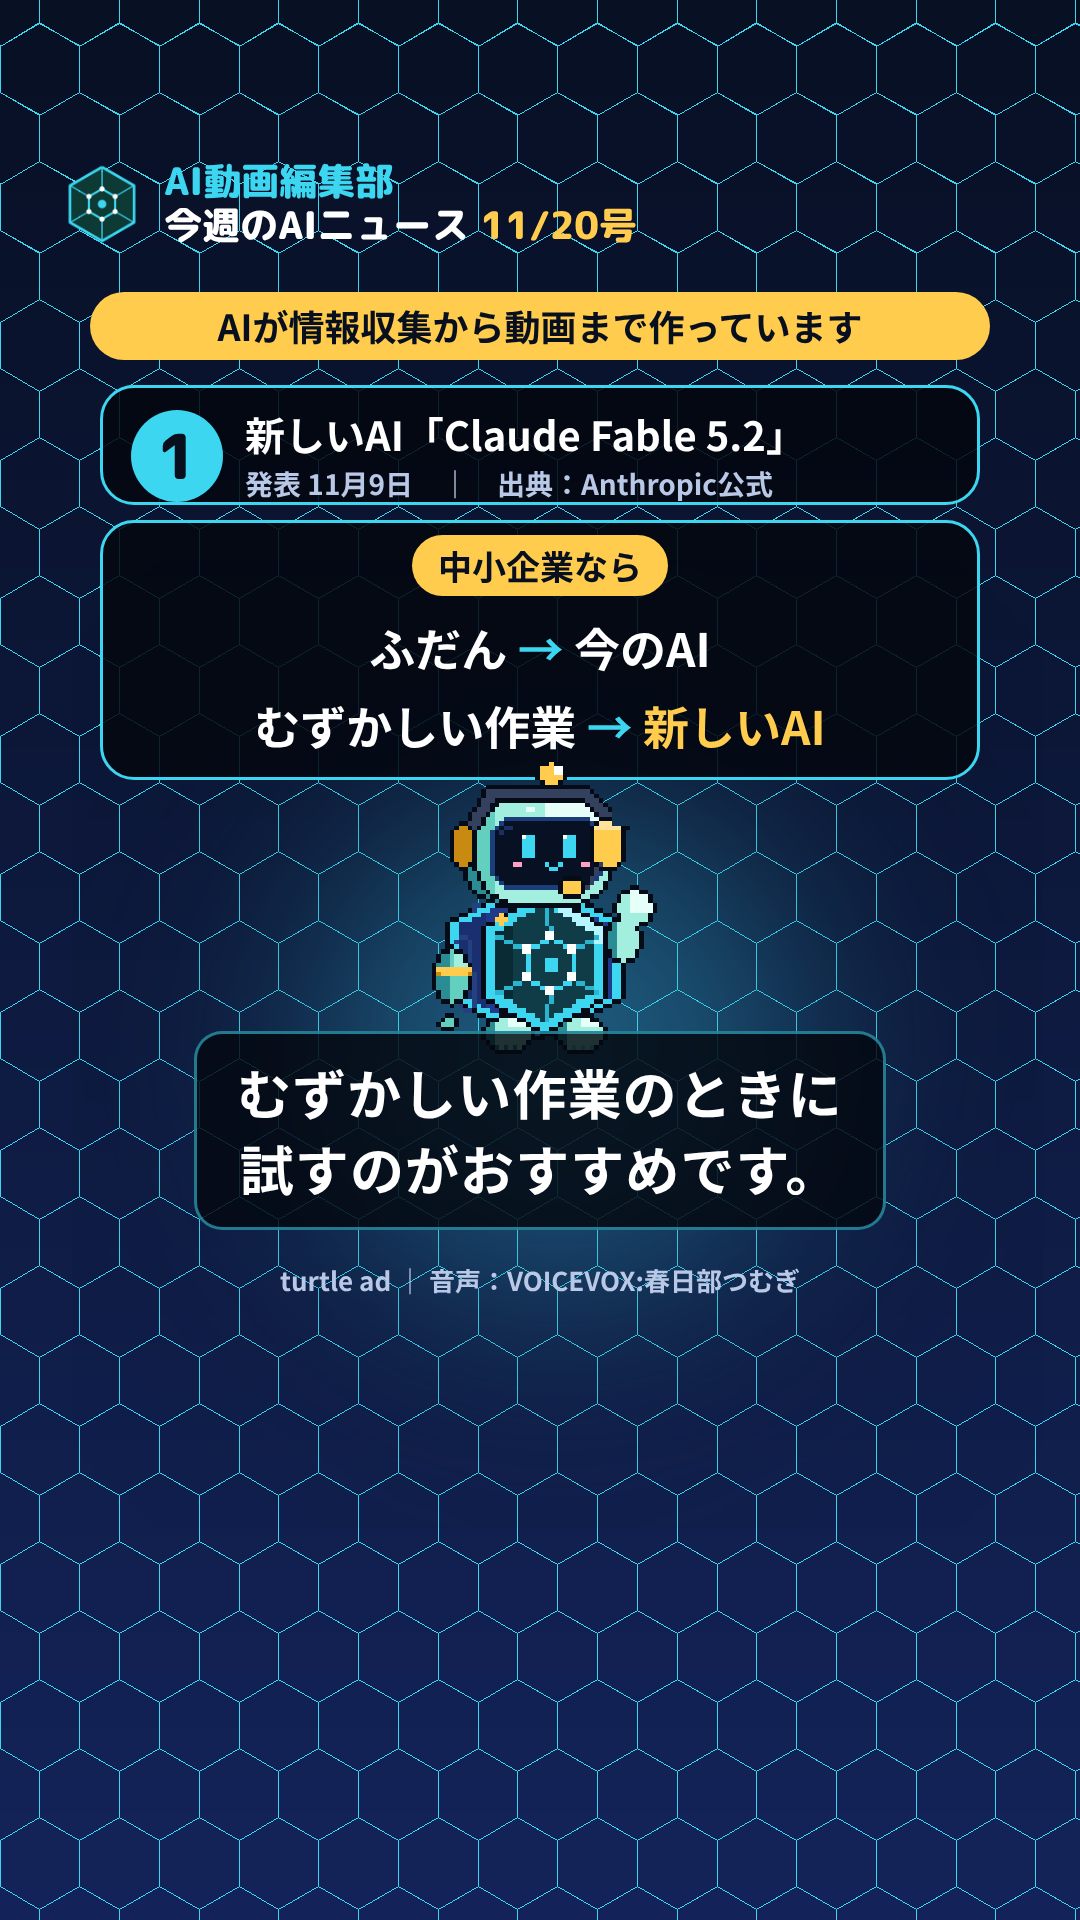 AI動画編集部
今週のAIニュース 11/20号
AIが情報収集から動画まで作っています
1
新しいAI「Claude Fable 5.2」
発表 11月9日 ｜ 出典：Anthropic公式
中小企業なら
ふだん → 今のAI
むずかしい作業 → 新しいAI
むずかしい作業のときに
試すのがおすすめです。
turtle ad ｜ 音声：VOICEVOX:春日部つむぎ